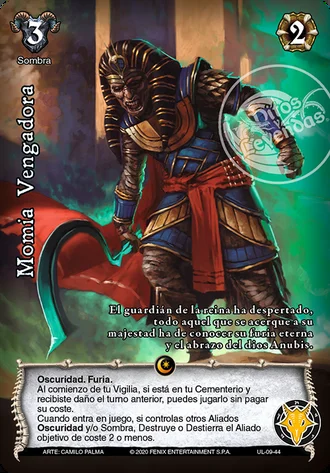 3
Sombra
2
Momia Vengadora
El guardián de la reina ha despertado,
todo aquel que se acerque a su
majestad ha de conocer su furia eterna
y el abrazo del dios Anubis.
Oscuridad. Furia.
Al comienzo de tu Vigilia, si está en tu Cementerio y
recibiste daño el turno anterior, puedes jugarlo sin pagar
su coste.
Cuando entra en juego, si controlas otros Aliados
Oscuridad y/o Sombra, Destruye o Destierra el Aliado
objetivo de coste 2 o menos.
ARTE: CAMILO PALMA
© 2020 FENIX ENTERTAINMENT S.P.A.
UL-09-44